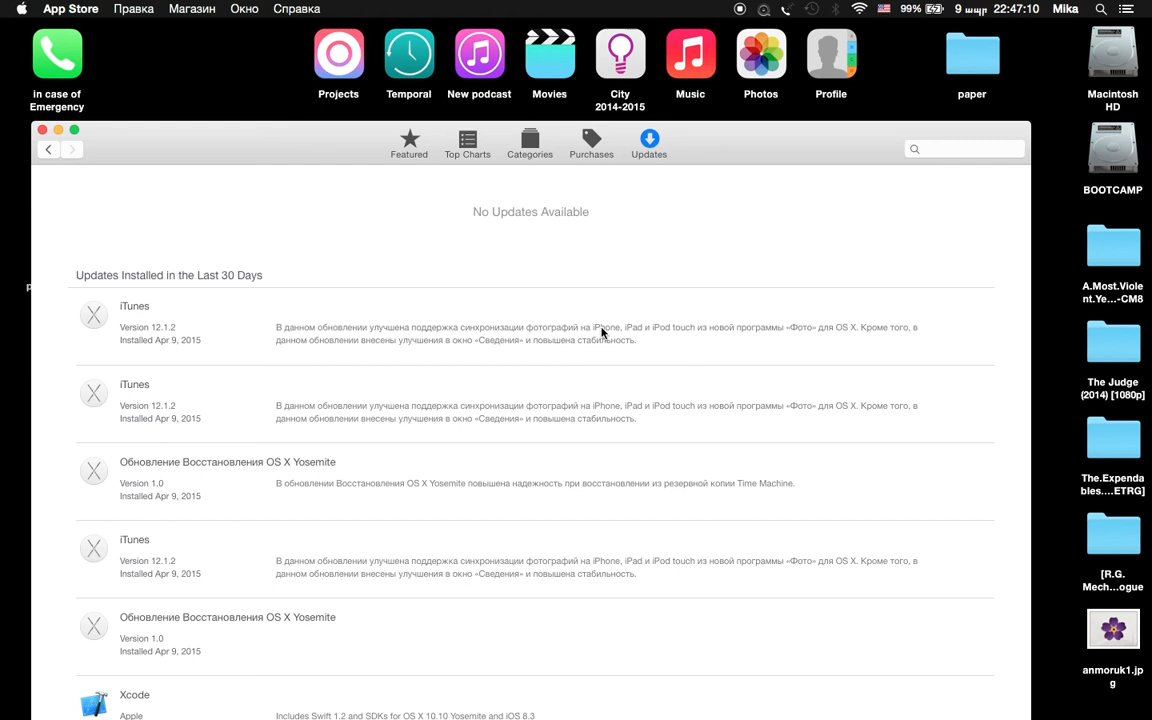 App Store Правка Магазин Окно Справка 99% 9 шպր 22:47:10 Mika
in case of
Emergency
Projects
Temporal
New podcast
Movies
City
2014-2015
Music
Photos
Profile
paper
Macintosh
HD
Featured
Top Charts
Categories
Purchases
Updates
BOOTCAMP
No Updates Available
Updates Installed in the Last 30 Days
A.Most.Viole
nt.Ye...-CM8
iTunes
Version 12.1.2
Installed Apr 9, 2015
В данном обновлении улучшена поддержка синхронизации фотографий на iPhone, iPad и iPod touch из новой программы «Фото» для OS X. Кроме того, в
данном обновлении внесены улучшения в окно «Сведения» и повышена стабильность.
The Judge
(2014) [1080p]
iTunes
Version 12.1.2
Installed Apr 9, 2015
В данном обновлении улучшена поддержка синхронизации фотографий на iPhone, iPad и iPod touch из новой программы «Фото» для OS X. Кроме того, в
данном обновлении внесены улучшения в окно «Сведения» и повышена стабильность.
Обновление Восстановления OS X Yosemite
Version 1.0
Installed Apr 9, 2015
В обновлении Восстановления OS X Yosemite повышена надежность при восстановлении из резервной копии Time Machine.
The.Expenda
bles....ETRG]
iTunes
Version 12.1.2
Installed Apr 9, 2015
В данном обновлении улучшена поддержка синхронизации фотографий на iPhone, iPad и iPod touch из новой программы «Фото» для OS X. Кроме того, в
данном обновлении внесены улучшения в окно «Сведения» и повышена стабильность.
[R.G.
Mech...ogue
Обновление Восстановления OS X Yosemite
Version 1.0
Installed Apr 9, 2015
anmoruk1.jp
g
Xcode
Apple
Includes Swift 1.2 and SDKs for OS X 10.10 Yosemite and iOS 8.3